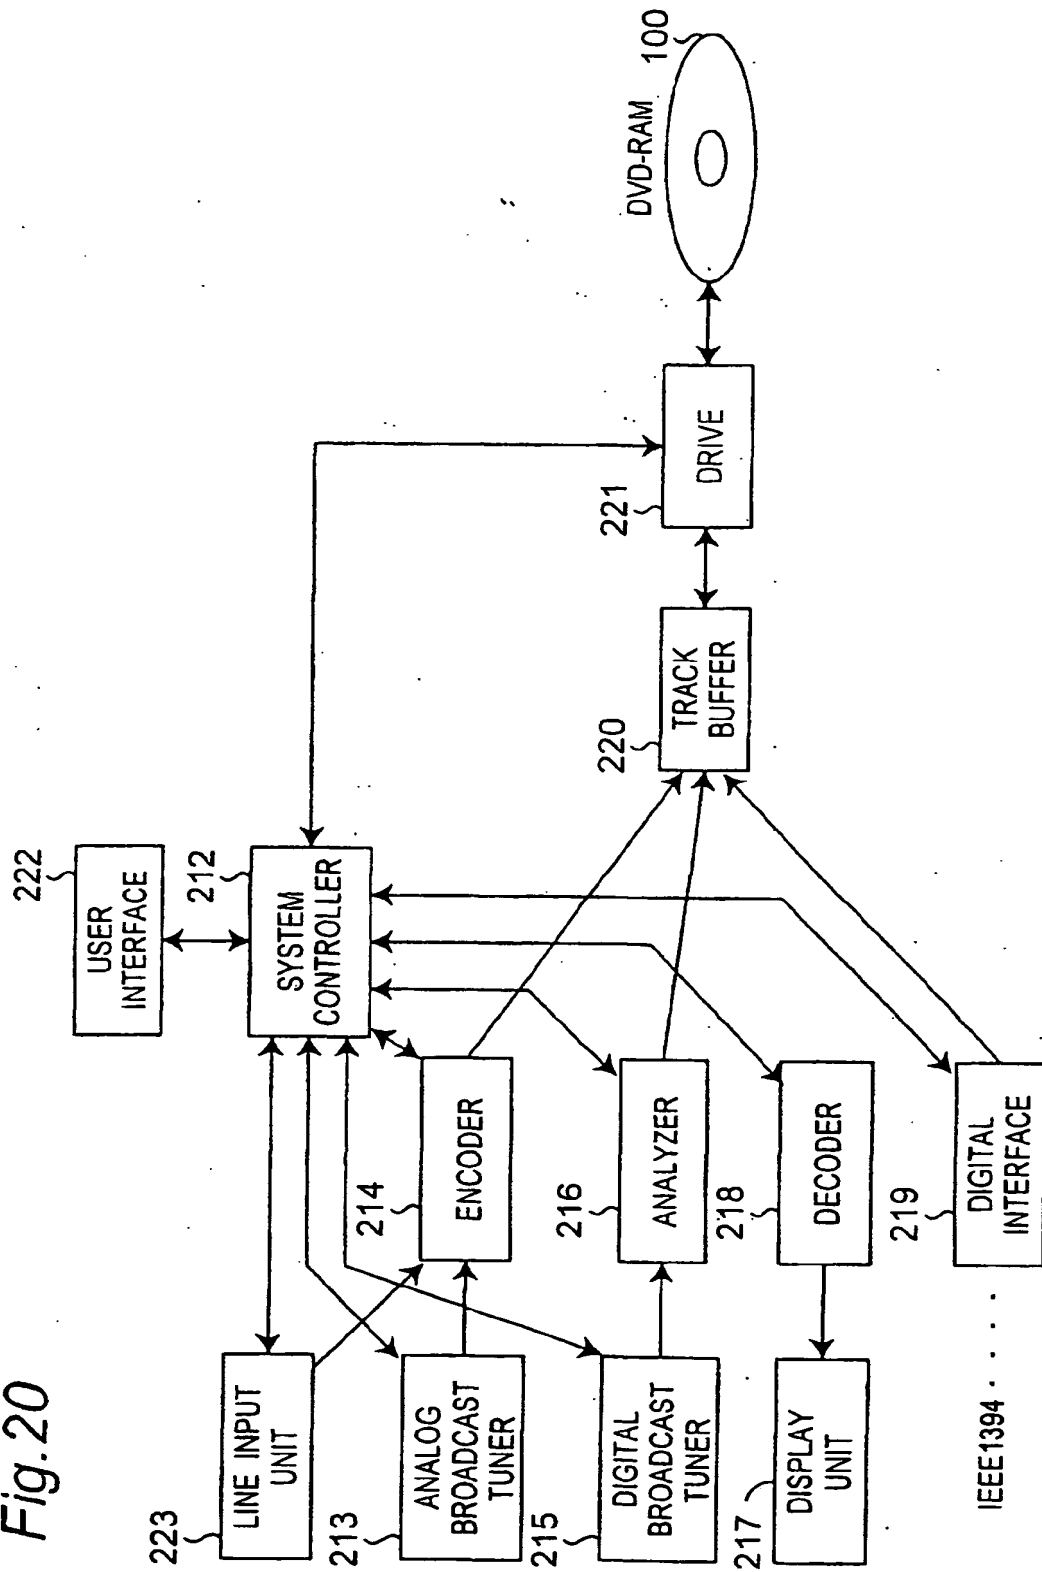 Fig.20
222
USER
INTERFACE
212
SYSTEM
CONTROLLER
223
LINE INPUT
UNIT
213
ANALOG
BROADCAST
TUNER
214
ENCODER
215
DIGITAL
BROADCAST
TUNER
216
ANALYZER
217
DISPLAY
UNIT
218
DECODER
IEEE1394
219
DIGITAL
INTERFACE
220
TRACK
BUFFER
221
DRIVE
DVD-RAM
100